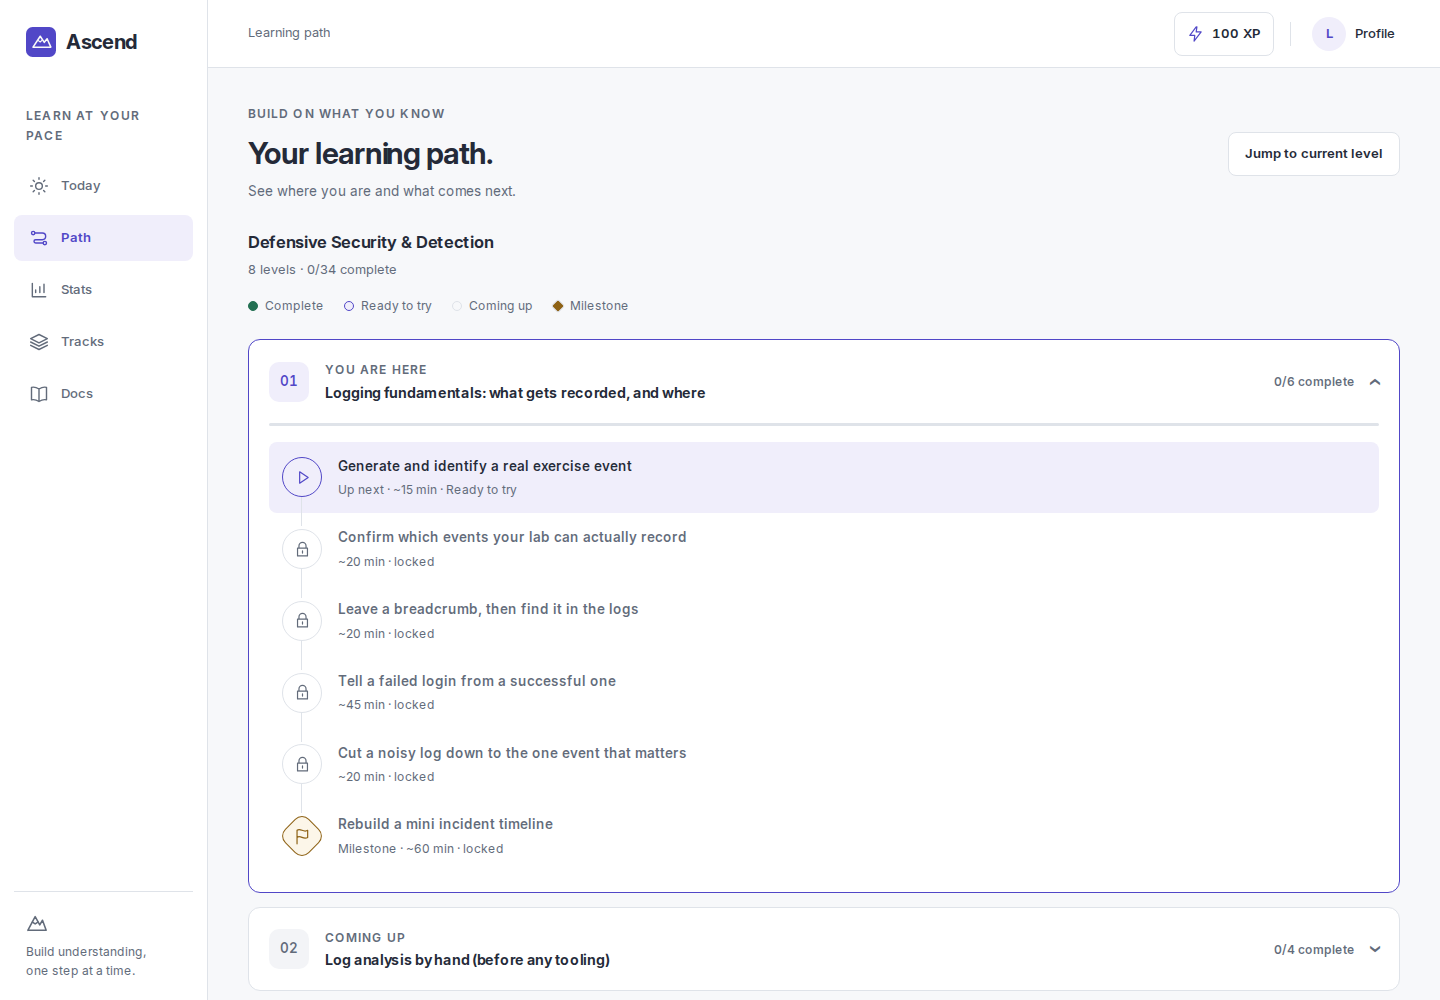 Ascend
LEARN AT YOUR
PACE
Today
Path
Stats
Tracks
Docs
Build understanding,
one step at a time.
Learning path
100 XP
L
Profile
BUILD ON WHAT YOU KNOW
Your learning path.
See where you are and what comes next.
Jump to current level
Defensive Security & Detection
8 levels · 0/34 complete
Complete
Ready to try
Coming up
Milestone
01
YOU ARE HERE
Logging fundamentals: what gets recorded, and where
0/6 complete
Generate and identify a real exercise event
Up next · ~15 min · Ready to try
Confirm which events your lab can actually record
~20 min · locked
Leave a breadcrumb, then find it in the logs
~20 min · locked
Tell a failed login from a successful one
~45 min · locked
Cut a noisy log down to the one event that matters
~20 min · locked
Rebuild a mini incident timeline
Milestone · ~60 min · locked
02
COMING UP
Log analysis by hand (before any tooling)
0/4 complete